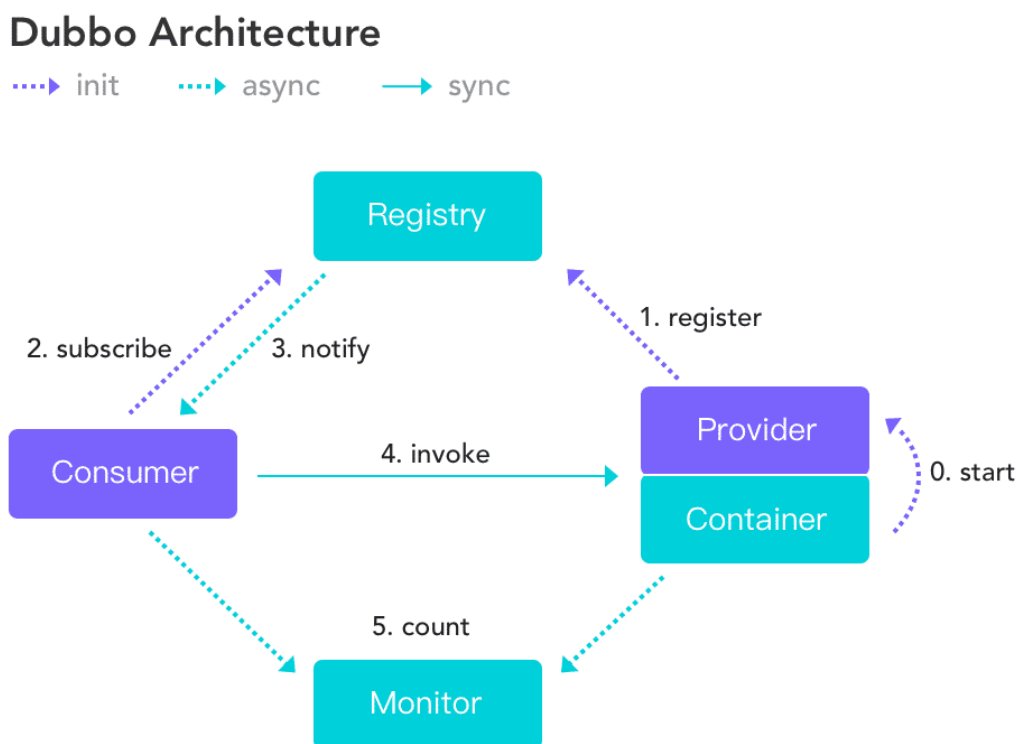 Dubbo Architecture
init async sync
Registry
1. register
2. subscribe 3. notify
Provider
4. invoke
Consumer
0. start
Container
5. count
Monitor